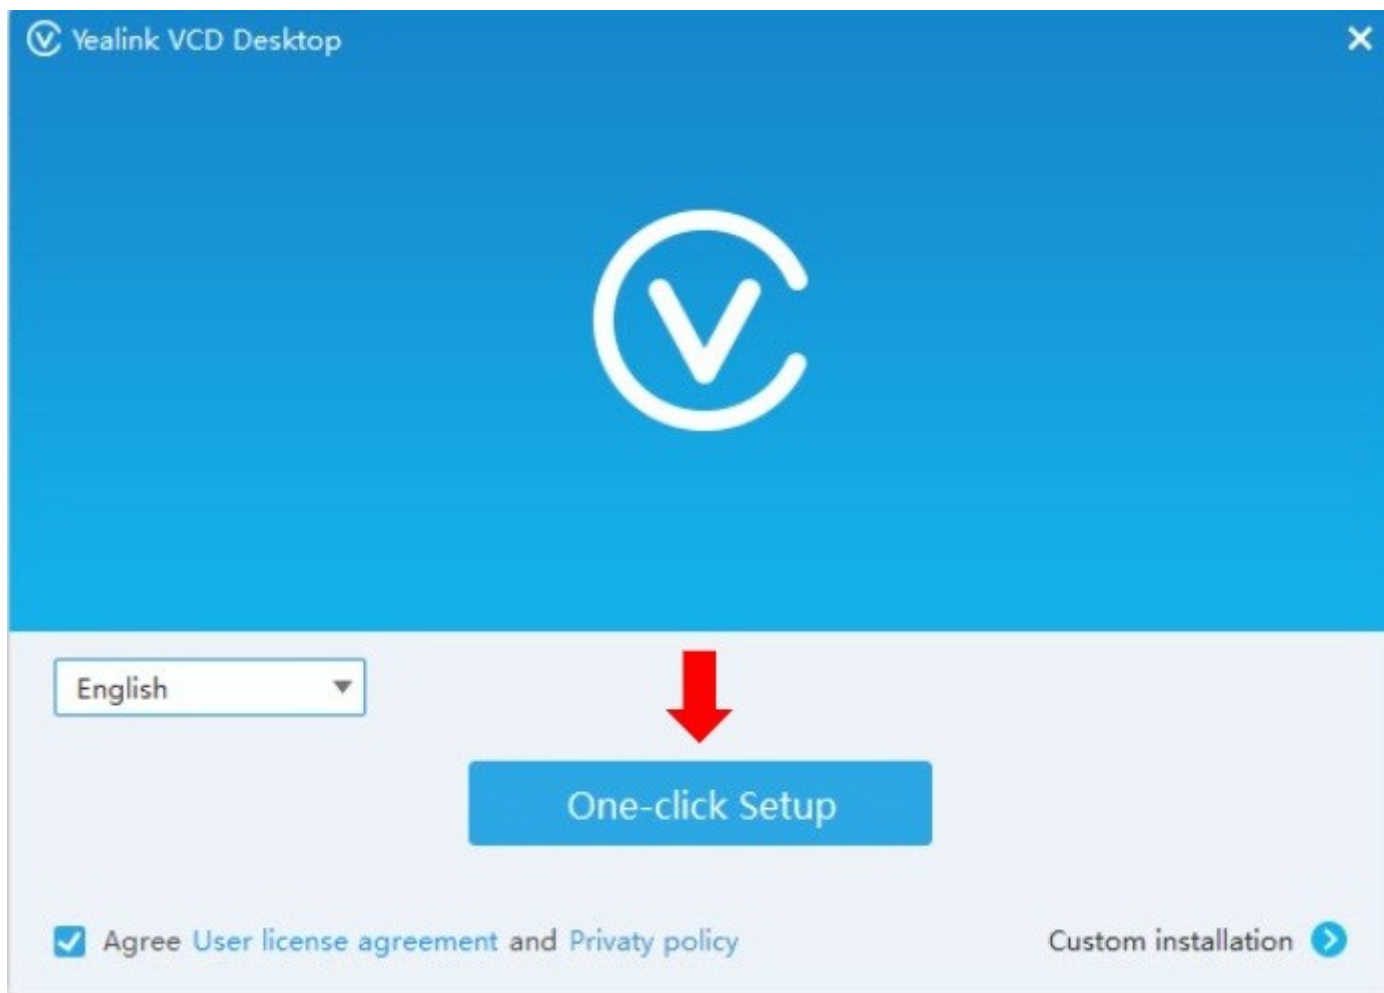 Yealink VCD Desktop
English
One-click Setup
Agree User license agreement and Privaty policy
Custom installation